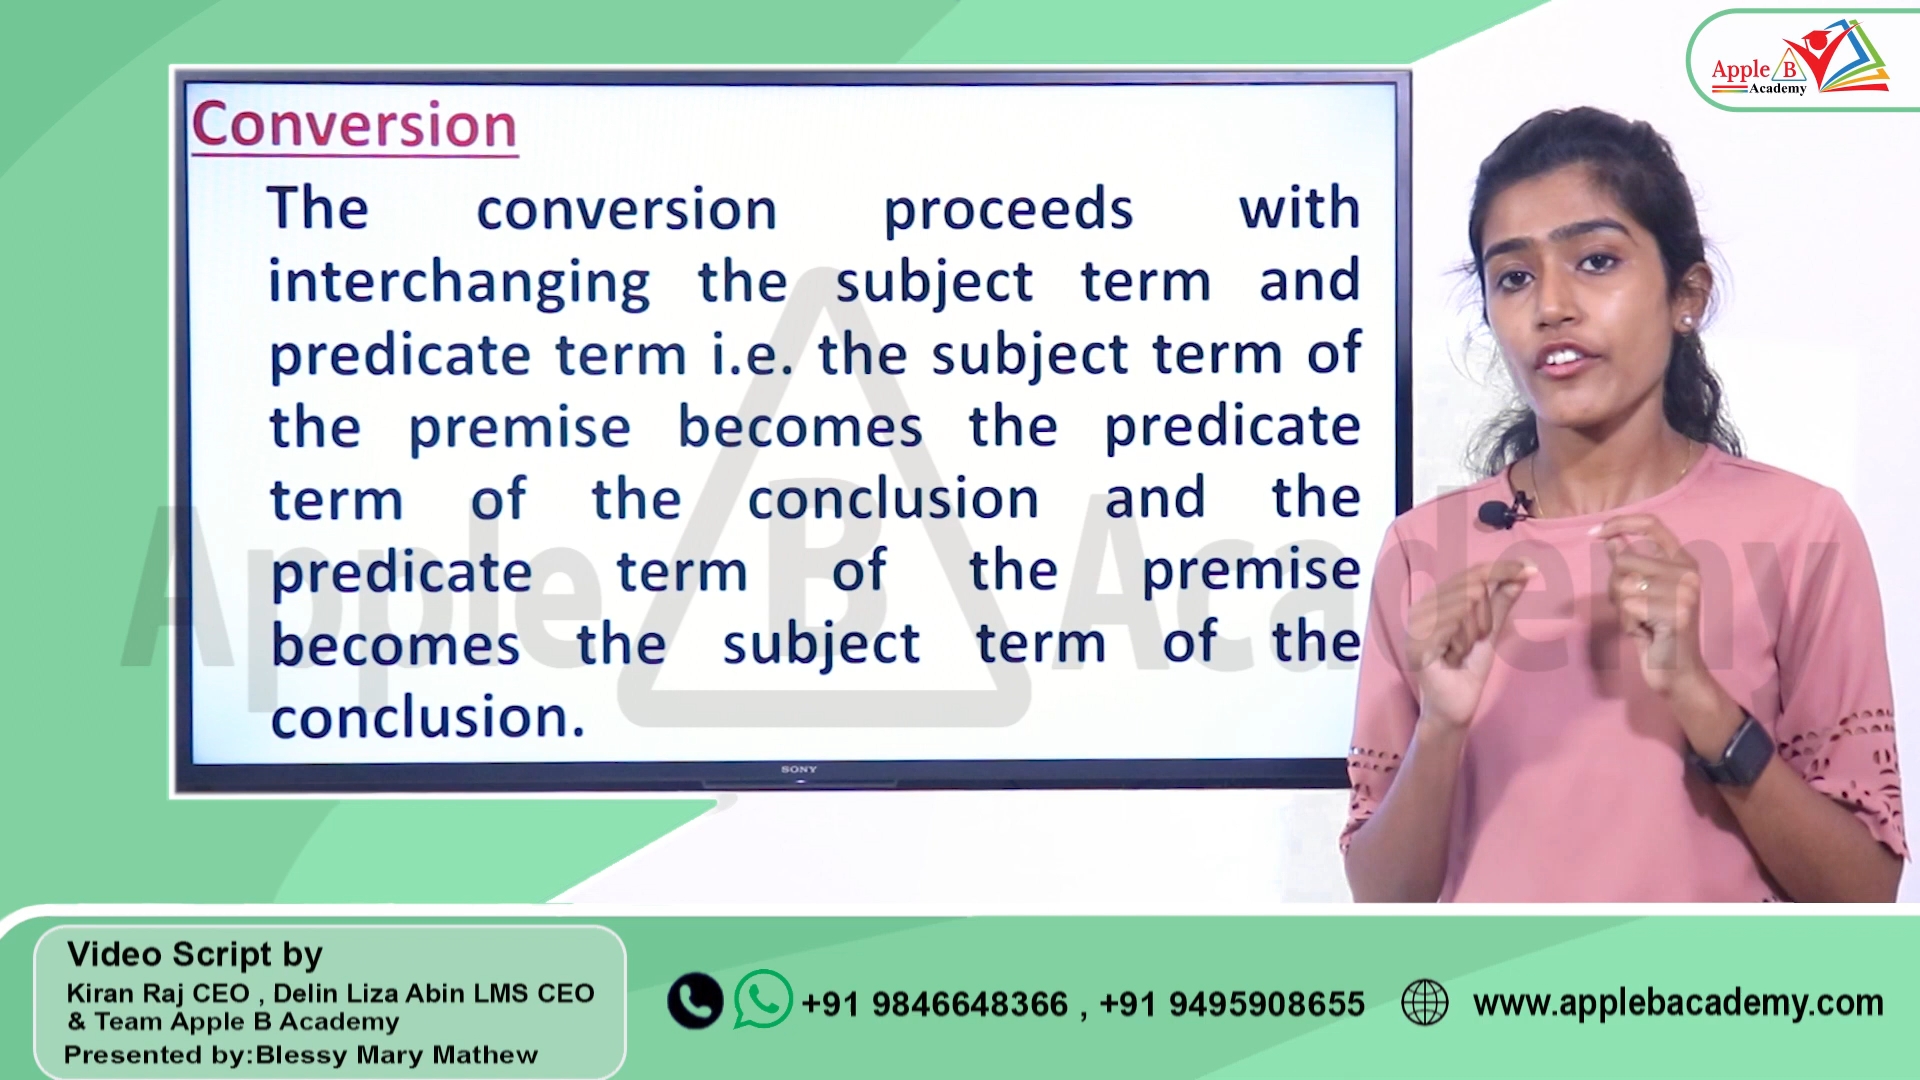 Apple B
Academy
Conversion
The conversion proceeds with
interchanging the subject term and
predicate term i.e. the subject term of
the premise becomes the predicate
term of the conclusion and the
predicate term of the premise
becomes the subject term of the
conclusion.
Apple B Academy
SONY
Video Script by
Kiran Raj CEO , Delin Liza Abin LMS CEO
& Team Apple B Academy
Presented by:Blessy Mary Mathew
+91 9846648366 , +91 9495908655
www.applebacademy.com